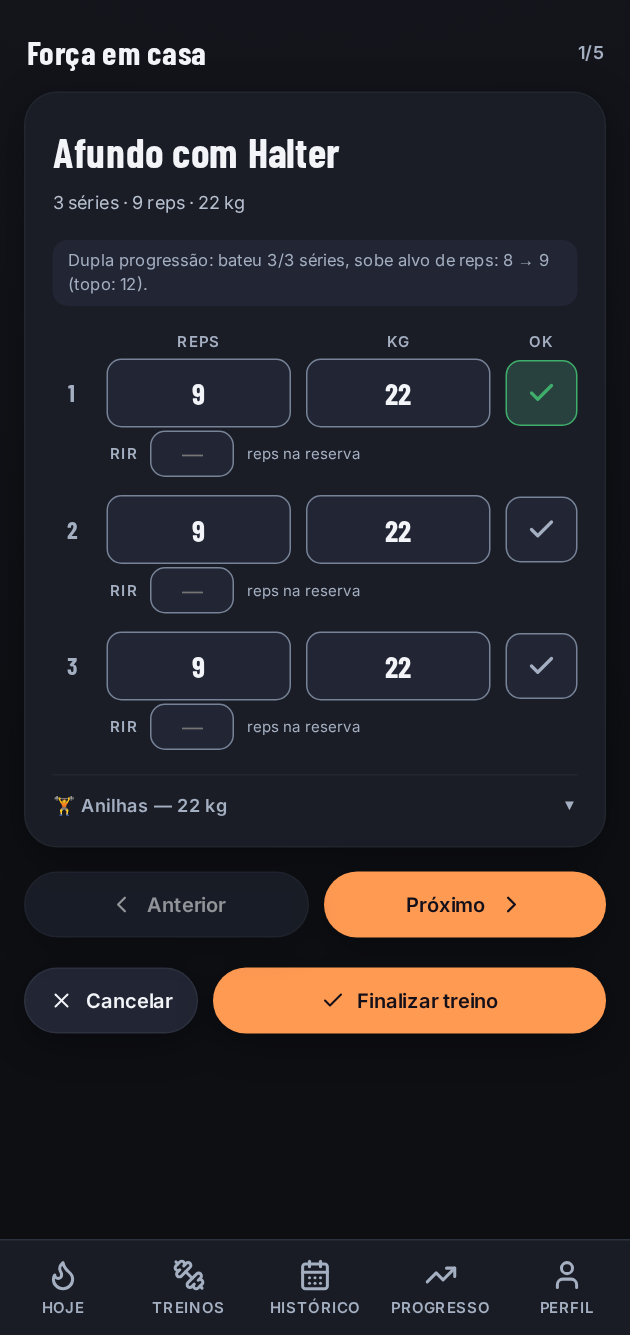 Força em casa
1/5
Afundo com Halter
3 séries · 9 reps · 22 kg
Dupla progressão: bateu 3/3 séries, sobe alvo de reps: 8 → 9
(topo: 12).
REPS KG OK
1 9 22
RIR — reps na reserva
2 9 22
RIR — reps na reserva
3 9 22
RIR — reps na reserva
🏋 Anilhas — 22 kg ▼
Anterior
Próximo
Cancelar
Finalizar treino
HOJE
TREINOS
HISTÓRICO
PROGRESSO
PERFIL